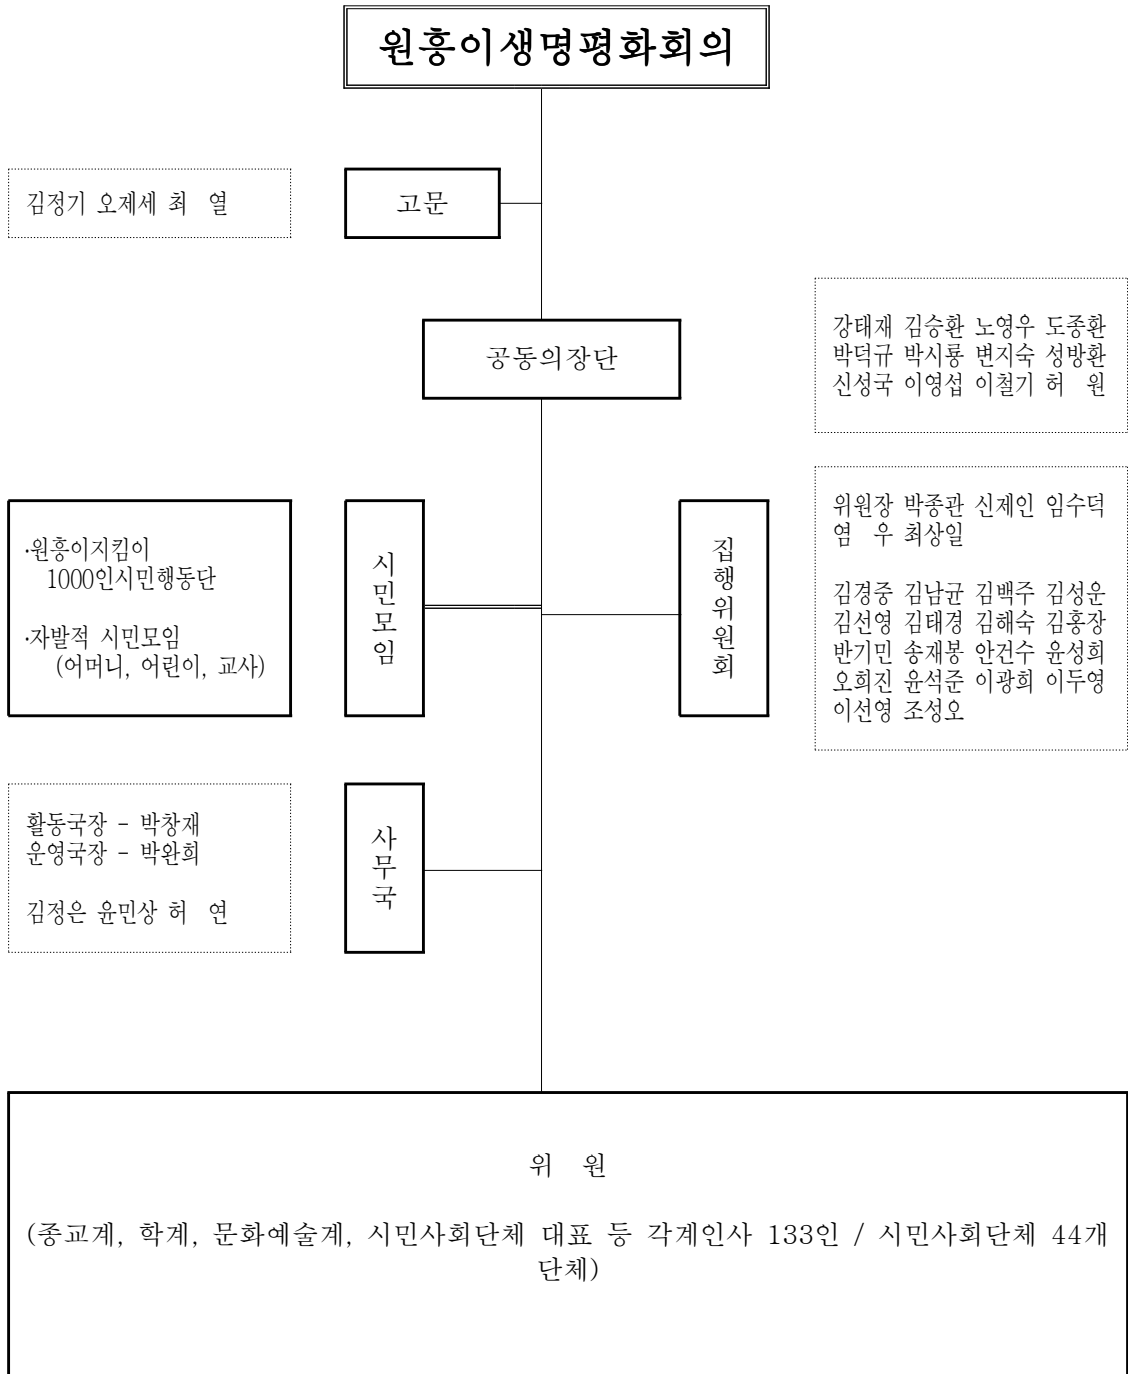 원흥이생명평화회의
김정기 오제세 최 열
고문
강태재 김승환 노영우 도종환
박덕규 박시룡 변지숙 성방환
신성국 이영섭 이철기 허 원
공동의장단
·원흥이지킴이
1000인시민행동단
·자발적 시민모임
(어머니, 어린이, 교사)
시민모임
집행위원회
위원장 박종관 신제인 임수덕
염 우 최상일
김경중 김남균 김백주 김성운
김선영 김태경 김해숙 김홍장
반기민 송재봉 안건수 윤성희
오희진 윤석준 이광희 이두영
이선영 조성오
활동국장 - 박창재
운영국장 - 박완희
김정은 윤민상 허 연
사무국
위 원
(종교계, 학계, 문화예술계, 시민사회단체 대표 등 각계인사 133인 / 시민사회단체 44개
단체)